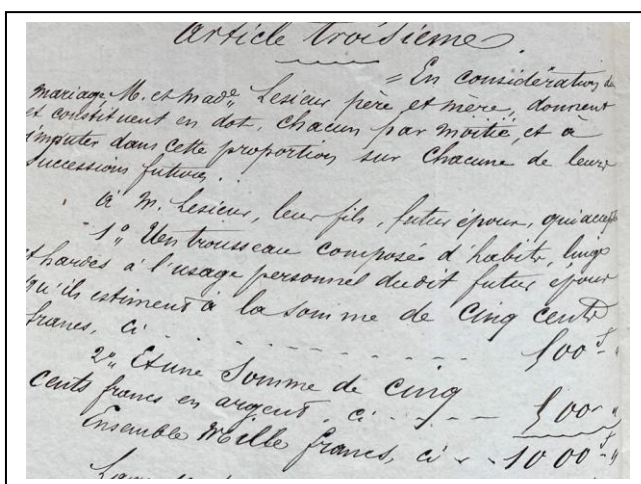 Article troisième.
= En considération du
mariage, M. et Made. Lesieur père et mère, donnent
et constituent en dot, chacun par moitié, et à
imputer dans cette proportion sur chacune de leurs
successions futures.
à M. Lesieur, leur fils, futur époux, qui accepte
1° Un trousseau composé d'habits, linge
et hardes à l'usage personnel dudit futur époux
qu'ils estiment à la somme de cinq cents
francs, ci - - - - - - - - - - 500 f. "
2° Et une somme de cinq
cents francs en argent, ci - - - - - 500 "
Ensemble Mille francs, ci - - 1000 f. "